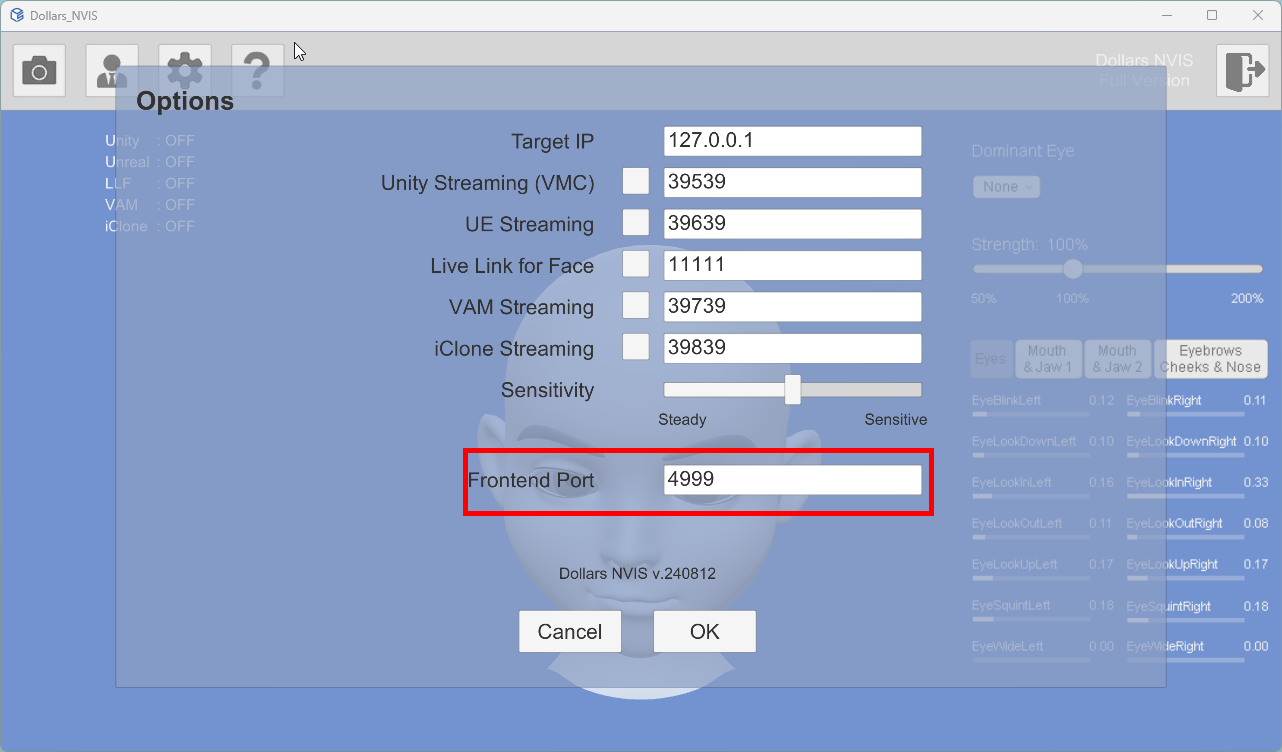 Dollars_NVIS
Dollars NVIS
Full Version
Options
Unity : OFF
Unreal : OFF
LLF : OFF
VAM : OFF
iClone : OFF
Target IP 127.0.0.1
Unity Streaming (VMC) 39539
UE Streaming 39639
Live Link for Face 11111
VAM Streaming 39739
iClone Streaming 39839
Sensitivity
Steady Sensitive
Frontend Port 4999
Dollars NVIS v.240812
Cancel OK
Dominant Eye
None
Strength: 100%
50% 100% 200%
Eyes
Mouth
& Jaw 1
Mouth
& Jaw 2
Eyebrows
Cheeks & Nose
EyeBlinkLeft 0.12 EyeBlinkRight 0.11
EyeLookDownLeft 0.10 EyeLookDownRight 0.10
EyeLookInLeft 0.16 EyeLookInRight 0.33
EyeLookOutLeft 0.11 EyeLookOutRight 0.08
EyeLookUpLeft 0.17 EyeLookUpRight 0.17
EyeSquintLeft 0.18 EyeSquintRight 0.18
EyeWideLeft 0.00 EyeWideRight 0.00